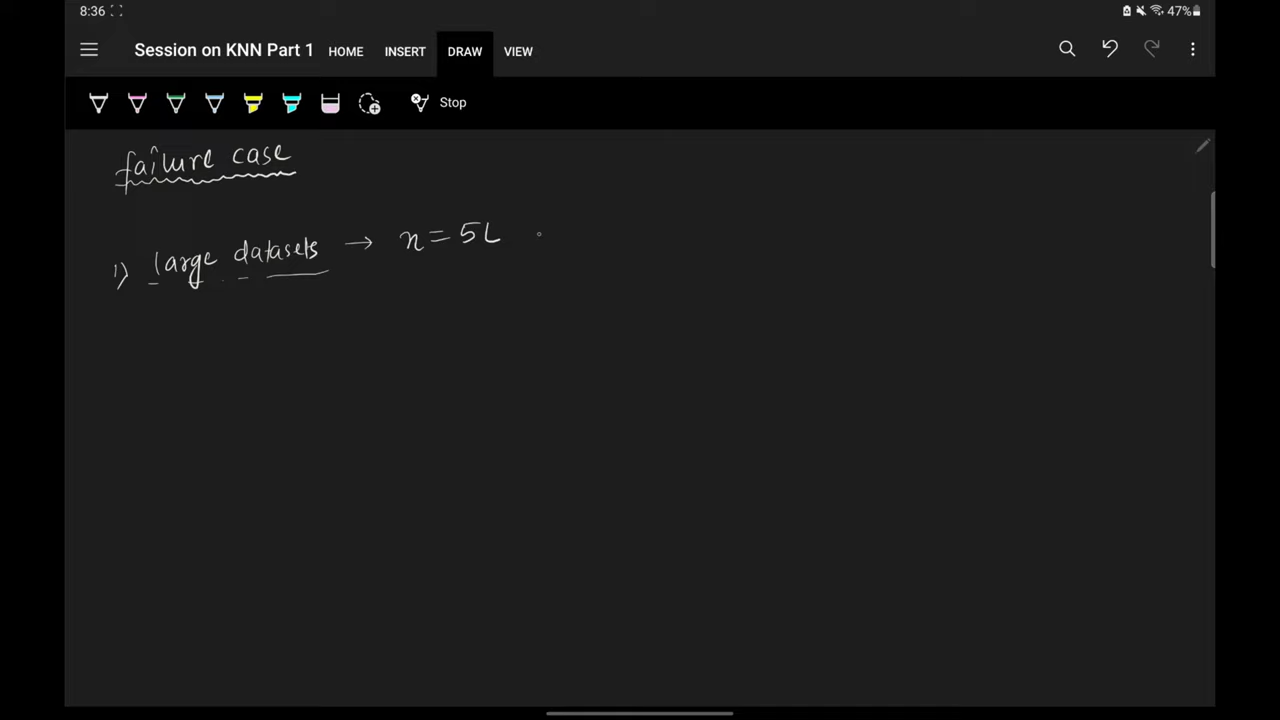 8:36 47%
Session on KNN Part 1 HOME INSERT DRAW VIEW
Stop
failure case
1) large datasets → n = 5L